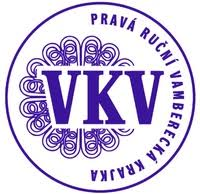 PRAVÁ RUČNÍ VAMBERECKÁ KRAJKA
VKV